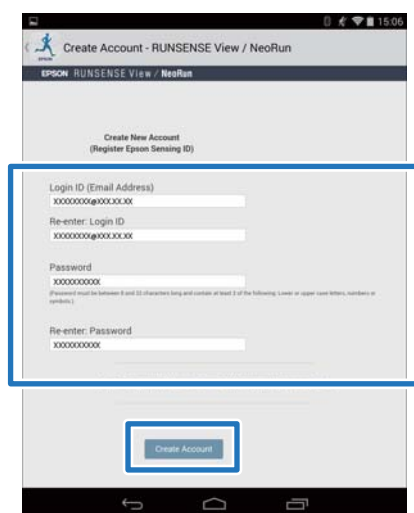 15:06
Create Account - RUNSENSE View / NeoRun
EPSON
EPSON RUNSENSE View / NeoRun
Create New Account
(Register Epson Sensing ID)
Login ID (Email Address)
XXXXXXXX@XXX.XX.XX
Re-enter: Login ID
XXXXXXXX@XXX.XX.XX
Password
XXXXXXXXXX
(Password must be between 8 and 32 characters long and contain at least 3 of the following: Lower or upper case letters, numbers or
symbols.)
Re-enter: Password
XXXXXXXXXX
Create Account